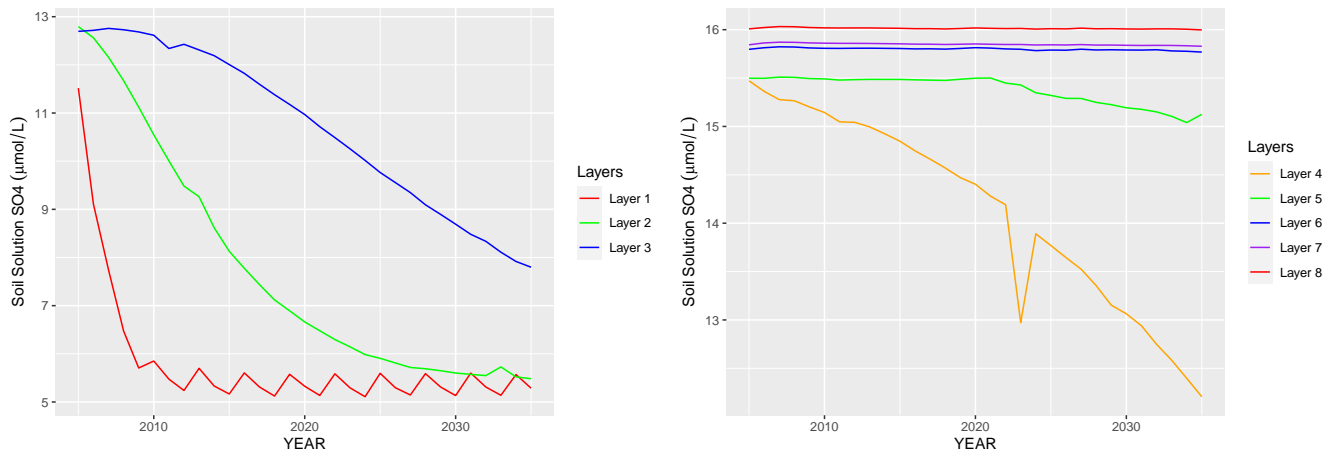 13
11
9
7
5
Soil Solution SO4 (μmol/L)
2010
2020
2030
YEAR
Layers
Layer 1
Layer 2
Layer 3
16
15
14
13
Soil Solution SO4 (μmol/L)
2010
2020
2030
YEAR
Layers
Layer 4
Layer 5
Layer 6
Layer 7
Layer 8